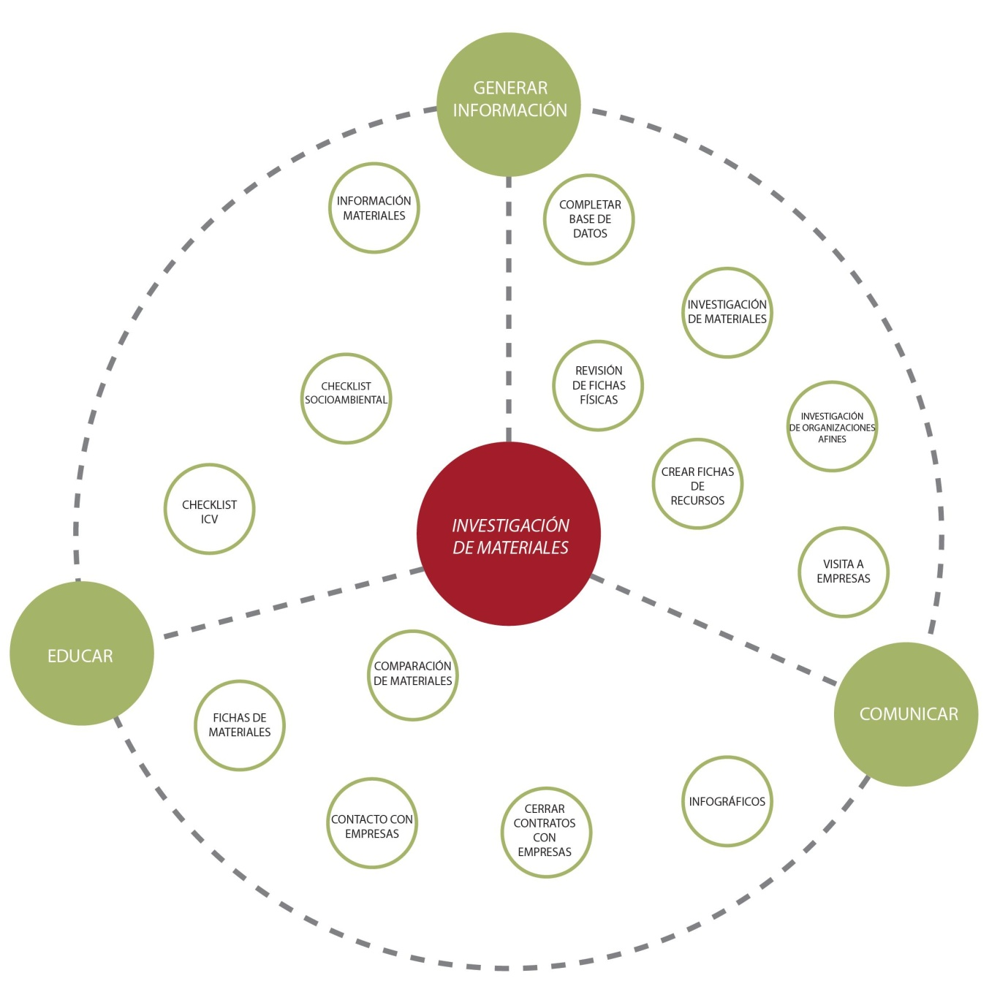 GENERAR
INFORMACIÓN
INFORMACIÓN
MATERIALES
COMPLETAR
BASE DE
DATOS
INVESTIGACIÓN
DE MATERIALES
REVISIÓN
DE FICHAS
FÍSICAS
CHECKLIST
SOCIOAMBIENTAL
INVESTIGACIÓN
DE ORGANIZACIONES
AFINES
CREAR FICHAS
DE
RECURSOS
CHECKLIST
ICV
INVESTIGACIÓN
DE MATERIALES
VISITA A
EMPRESAS
EDUCAR
COMPARACIÓN
DE MATERIALES
COMUNICAR
FICHAS DE
MATERIALES
CONTACTO CON
EMPRESAS
CERRAR
CONTRATOS
CON
EMPRESAS
INFOGRÁFICOS